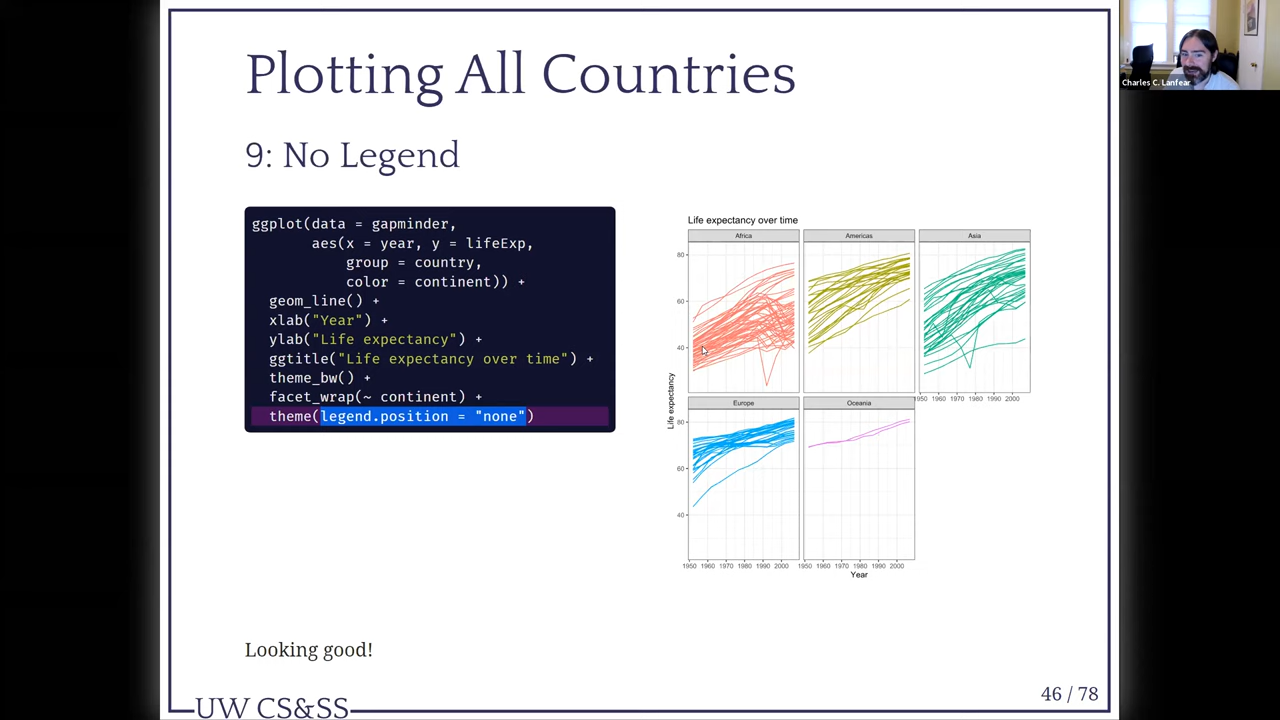 Plotting All Countries
Charles C. Lanfear
9: No Legend
ggplot(data = gapminder,
aes(x = year, y = lifeExp,
group = country,
color = continent)) +
geom_line() +
xlab("Year") +
ylab("Life expectancy") +
ggtitle("Life expectancy over time") +
theme_bw() +
facet_wrap(~ continent) +
theme(legend.position = "none")
Life expectancy over time
Africa Americas Asia
80
60
40
1950 1960 1970 1980 1990 2000
Life expectancy
Europe Oceania
80
60
40
1950 1960 1970 1980 1990 2000 1950 1960 1970 1980 1990 2000
Year
Looking good!
UW CS&SS
46 / 78